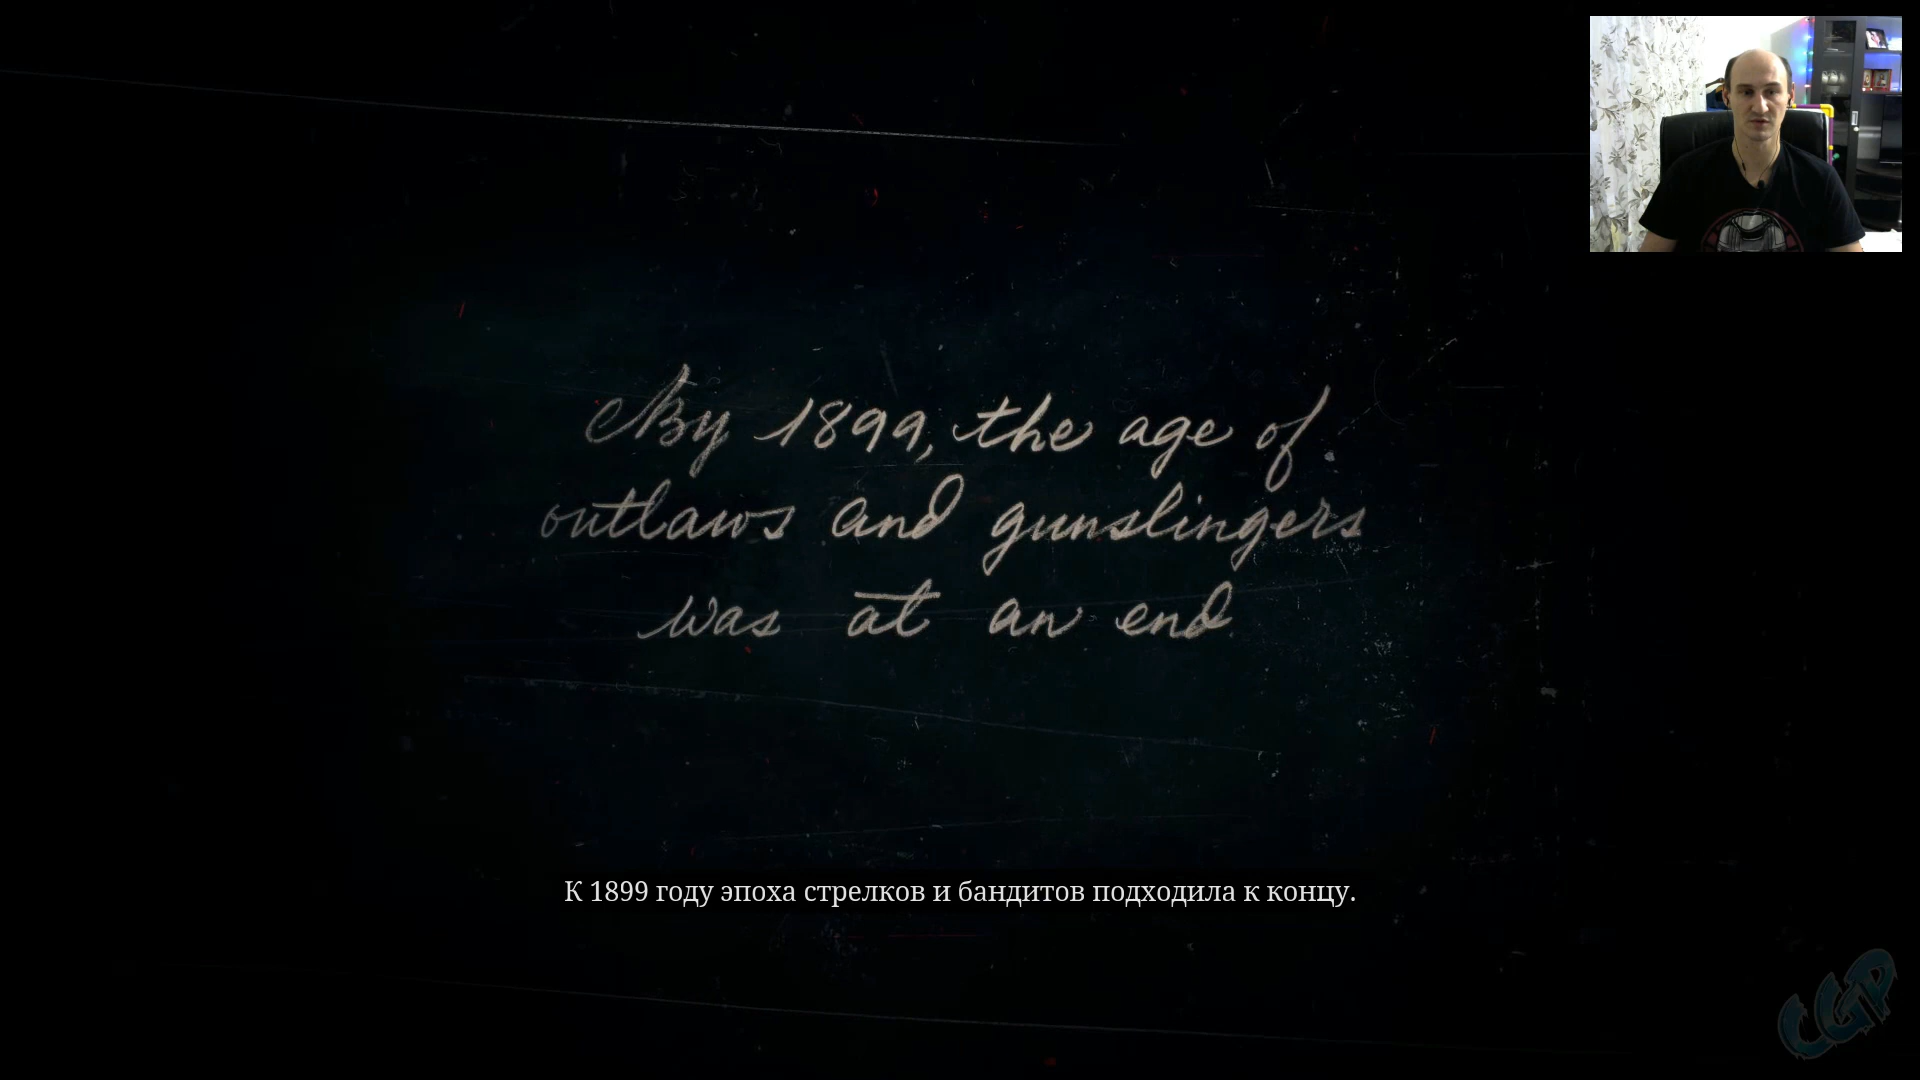 By 1899, the age of
outlaws and gunslingers
was at an end.
К 1899 году эпоха стрелков и бандитов подходила к концу.
CGP